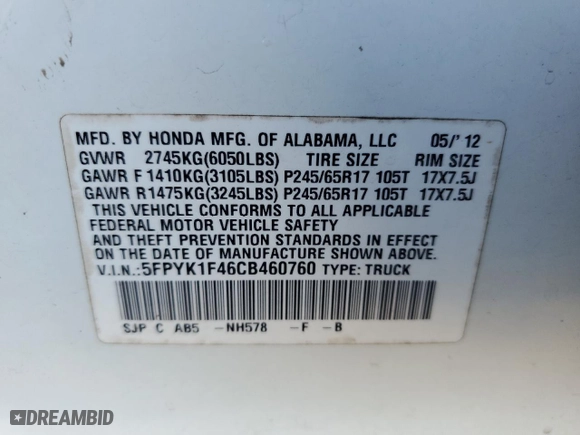 MFD. BY HONDA MFG. OF ALABAMA, LLC 05/'12
GVWR 2745KG(6050LBS) TIRE SIZE RIM SIZE
GAWR F 1410KG(3105LBS) P245/65R17 105T 17X7.5J
GAWR R1475KG(3245LBS) P245/65R17 105T 17X7.5J
THIS VEHICLE CONFORMS TO ALL APPLICABLE
FEDERAL MOTOR VEHICLE SAFETY
AND THEFT PREVENTION STANDARDS IN EFFECT
ON THE DATE OF MANUFACTURE SHOWN ABOVE.
V.I.N.:5FPYK1F46CB460760 TYPE: TRUCK
SJP C AB5 -NH578 -F -B
DREAMBID